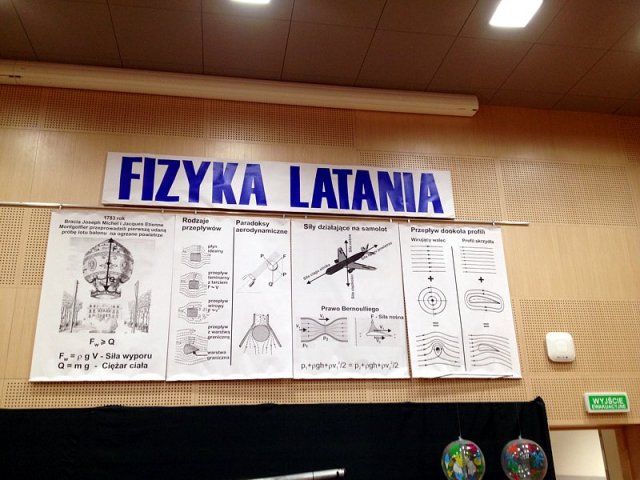 FIZYKA LATANIA
1783 rok
Bracia Joseph Michel i Jacques Etienne
Montgolfier przeprowadzili pierwszą udaną
próbę lotu balonu na ogrzane powietrze
Fw ⩾ Q
Fw = ρ g V - Siła wyporu
Q = m g - Ciężar ciała
Rodzaje
przepływów
płyn
idealny
przepływ
laminarny
z tarciem
przepływ
wirowy
przepływ
z warstwą
graniczną
przepływ
z warstwą
graniczną
Paradoksy
aerodynamiczne
Siły działające na samolot
Prawo Bernoulliego
F - Siła nośna
p₁+ρgh+ρv₁²/2 = p₂+ρgh+ρv₂²/2
Przepływ dookoła profili
Wirujący walec
Profil skrzydła
+
+
=
=
WYJŚCIE
EWAKUACYJNE